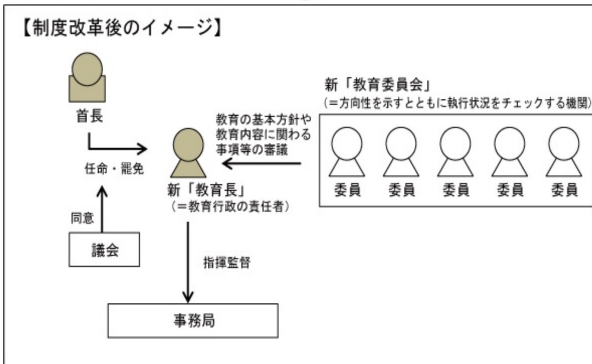 【制度改革後のイメージ】
首長
新「教育委員会」
(＝方向性を示すとともに執行状況をチェックする機関)
教育の基本方針や
教育内容に関わる
事項等の審議
任命・罷免
新「教育長」
(＝教育行政の責任者)
委員 委員 委員 委員 委員
同意
議会
指揮監督
事務局